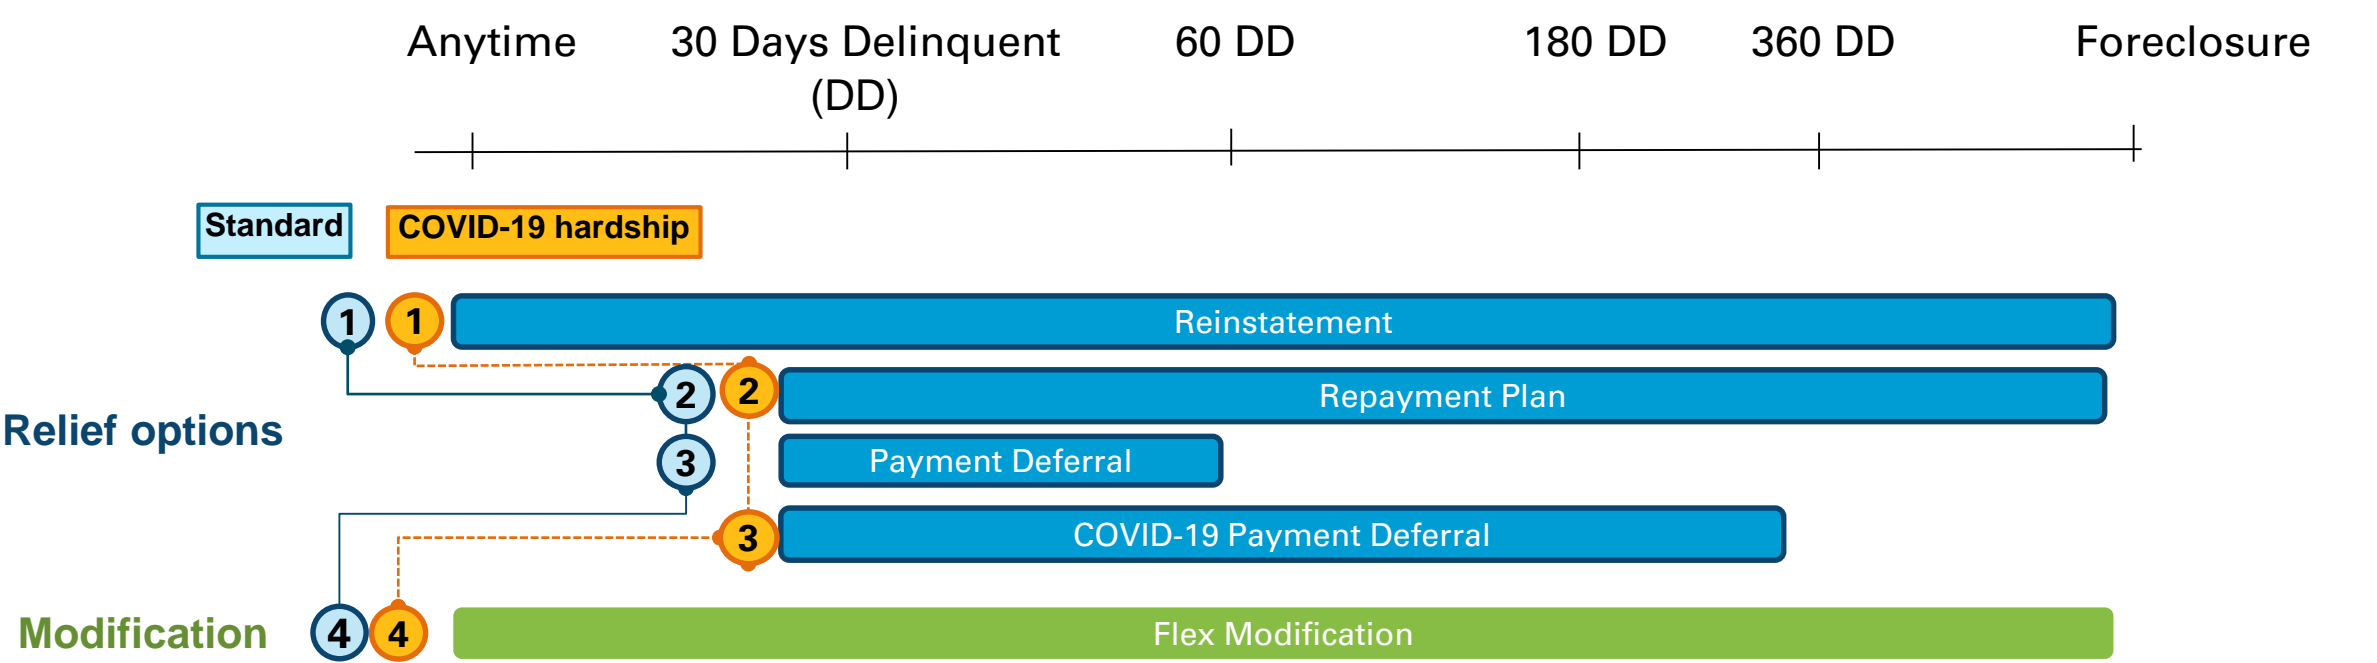 Anytime
30 Days Delinquent
(DD)
60 DD
180 DD
360 DD
Foreclosure
Standard
COVID-19 hardship
1
1
Reinstatement
2
2
Repayment Plan
Relief options
3
Payment Deferral
3
COVID-19 Payment Deferral
Modification
4
4
Flex Modification